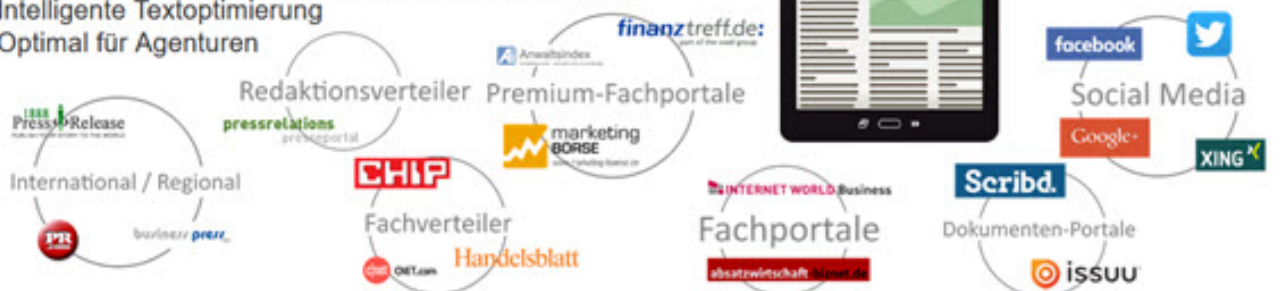 Intelligente Textoptimierung
Optimal für Agenturen
finanztreff.de:
Anwaltsindex
facebook
Redaktionsverteiler
Premium-Fachportale
Social Media
1888
PressRelease
pressrelations
presseportal
marketing
BÖRSE
Google+
XING
International / Regional
CHIP
INTERNET WORLD Business
Scribd.
PR
business press
Fachverteiler
Fachportale
Dokumenten-Portale
cnet
CNET.com
Handelsblatt
absatzwirtschaft-biznet.de
issuu